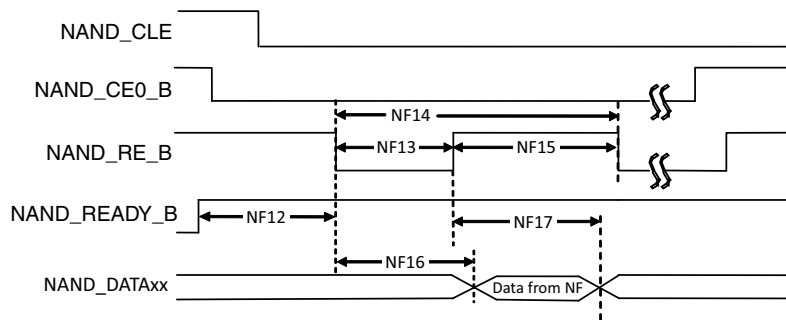 NAND_CLE
NAND_CE0_B
NF14
NAND_RE_B
NF13
NF15
NAND_READY_B
NF12
NF17
NF16
NAND_DATAxx
Data from NF